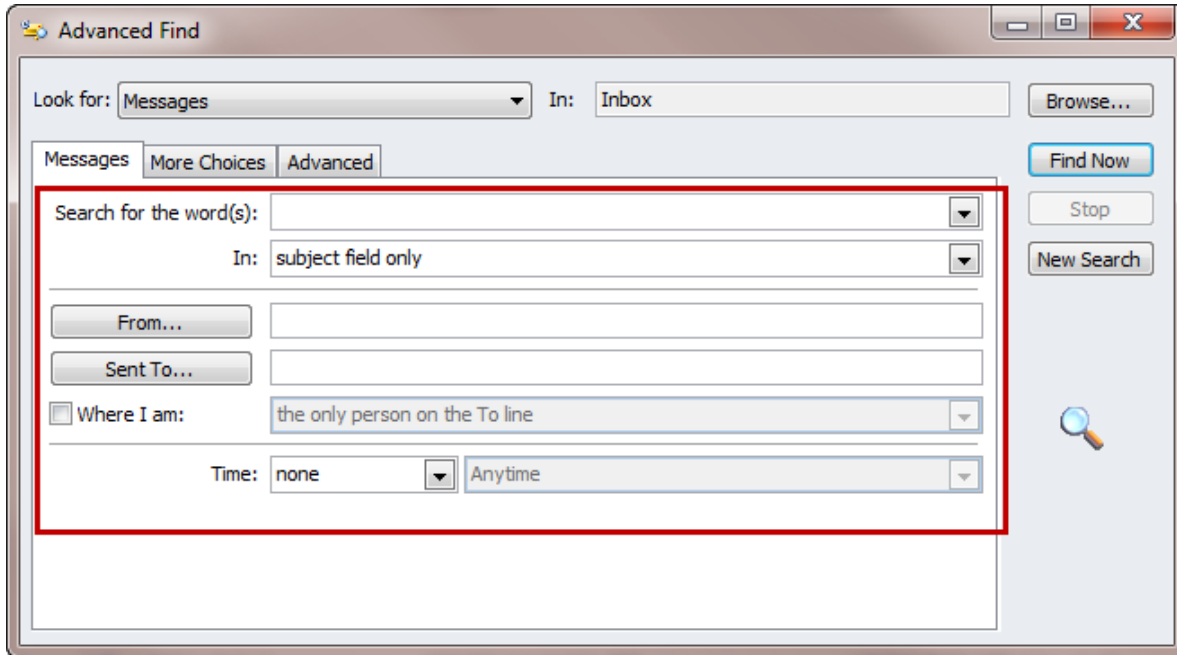 Advanced Find
Look for: Messages In: Inbox Browse...
Messages More Choices Advanced Find Now
Search for the word(s): Stop
In: subject field only New Search
From...
Sent To...
Where I am: the only person on the To line
Time: none Anytime